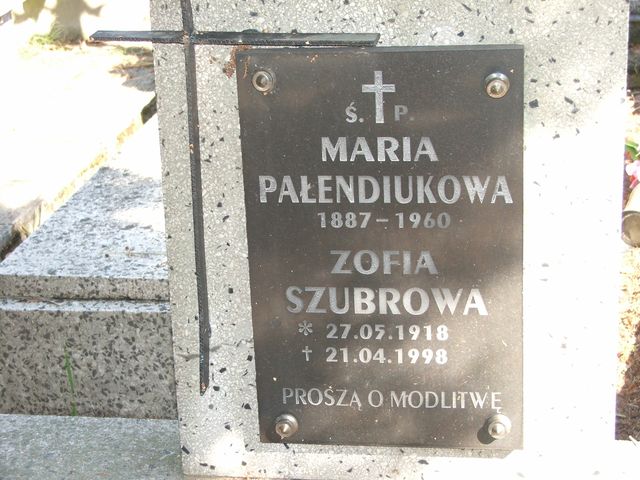 Ś. P.
MARIA
PAŁENDIUKOWA
1887-1960
ZOFIA
SZUBROWA
* 27.05.1918
† 21.04.1998
PROSZĄ O MODLITWĘ